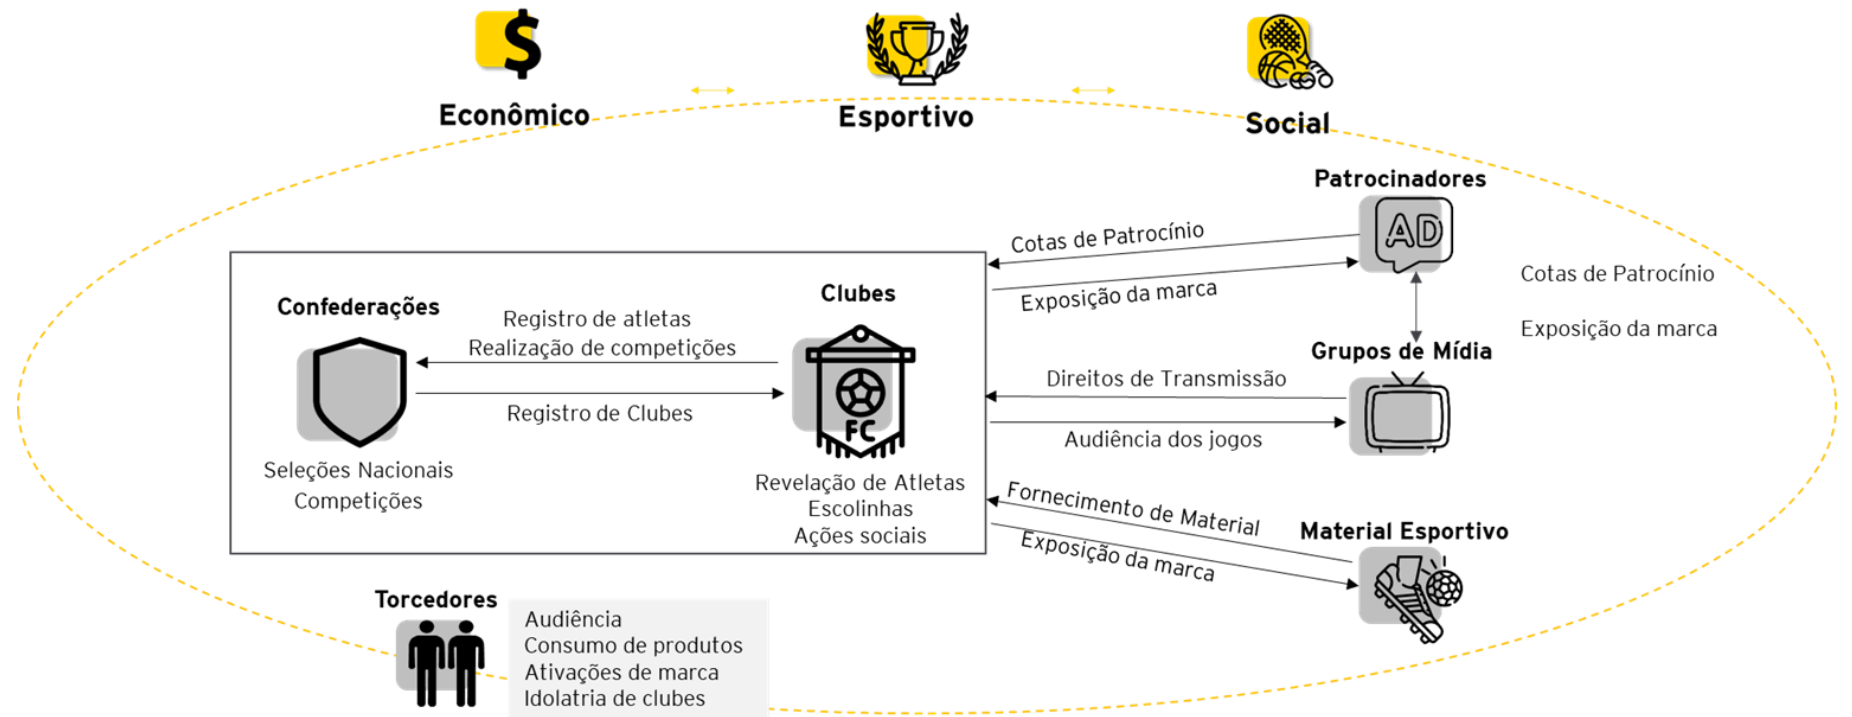 Econômico
Esportivo
Social
Patrocinadores
AD
Cotas de Patrocínio
Exposição da marca
Cotas de Patrocínio
Exposição da marca
Confederações
Registro de atletas
Realização de competições
Registro de Clubes
Seleções Nacionais
Competições
Clubes
FC
Revelação de Atletas
Escolinhas
Ações sociais
Grupos de Mídia
Direitos de Transmissão
Audiência dos jogos
Fornecimento de Material
Exposição da marca
Material Esportivo
Torcedores
Audiência
Consumo de produtos
Ativações de marca
Idolatria de clubes